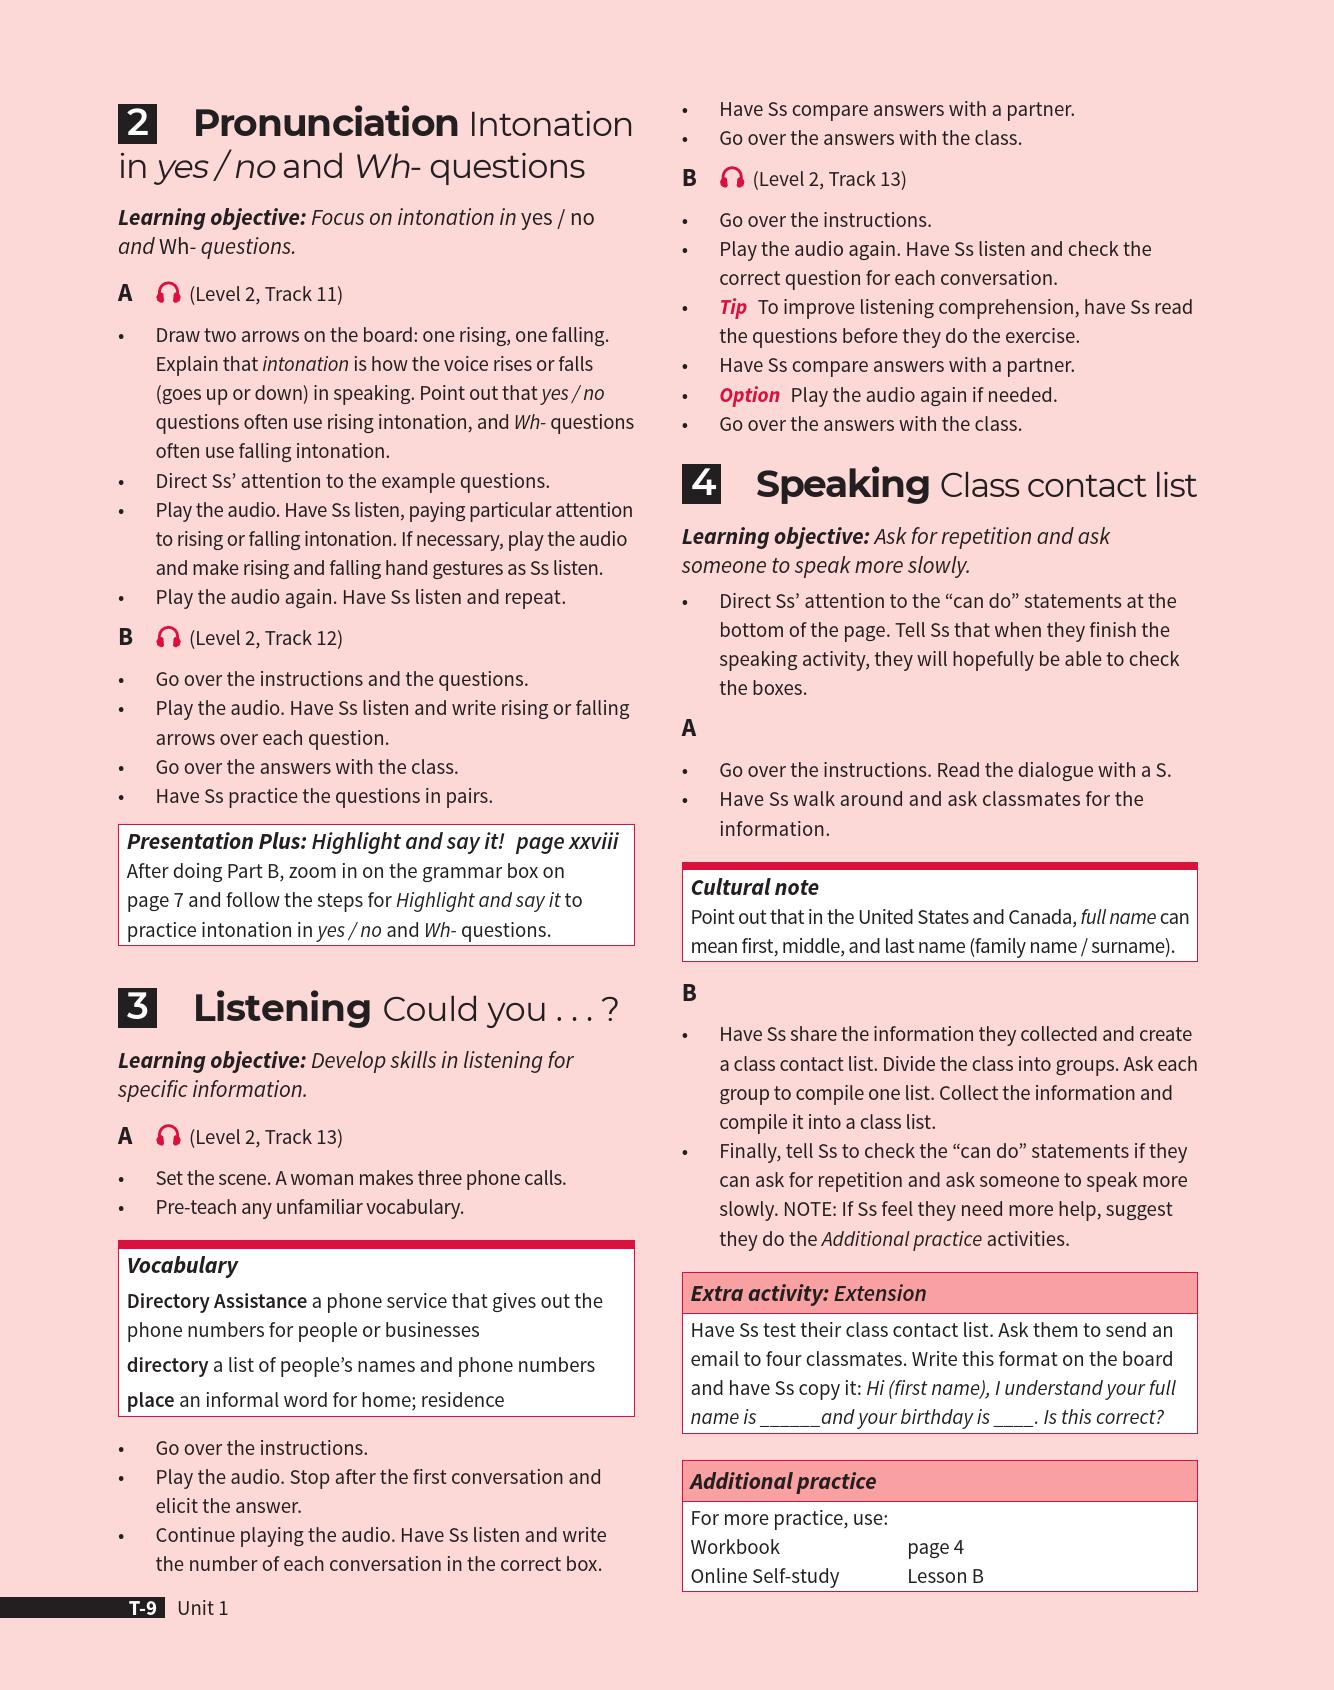 2 Pronunciation Intonation
in yes / no and Wh- questions
Learning objective: Focus on intonation in yes / no
and Wh- questions.
A (Level 2, Track 11)
• Draw two arrows on the board: one rising, one falling.
Explain that intonation is how the voice rises or falls
(goes up or down) in speaking. Point out that yes / no
questions often use rising intonation, and Wh- questions
often use falling intonation.
• Direct Ss’ attention to the example questions.
• Play the audio. Have Ss listen, paying particular attention
to rising or falling intonation. If necessary, play the audio
and make rising and falling hand gestures as Ss listen.
• Play the audio again. Have Ss listen and repeat.
B (Level 2, Track 12)
• Go over the instructions and the questions.
• Play the audio. Have Ss listen and write rising or falling
arrows over each question.
• Go over the answers with the class.
• Have Ss practice the questions in pairs.
Presentation Plus: Highlight and say it! page xxviii
After doing Part B, zoom in on the grammar box on
page 7 and follow the steps for Highlight and say it to
practice intonation in yes / no and Wh- questions.
3 Listening Could you . . . ?
Learning objective: Develop skills in listening for
specific information.
A (Level 2, Track 13)
• Set the scene. A woman makes three phone calls.
• Pre-teach any unfamiliar vocabulary.
Vocabulary
Directory Assistance a phone service that gives out the
phone numbers for people or businesses
directory a list of people’s names and phone numbers
place an informal word for home; residence
• Go over the instructions.
• Play the audio. Stop after the first conversation and
elicit the answer.
• Continue playing the audio. Have Ss listen and write
the number of each conversation in the correct box.
• Have Ss compare answers with a partner.
• Go over the answers with the class.
B (Level 2, Track 13)
• Go over the instructions.
• Play the audio again. Have Ss listen and check the
correct question for each conversation.
• Tip To improve listening comprehension, have Ss read
the questions before they do the exercise.
• Have Ss compare answers with a partner.
• Option Play the audio again if needed.
• Go over the answers with the class.
4 Speaking Class contact list
Learning objective: Ask for repetition and ask
someone to speak more slowly.
• Direct Ss’ attention to the “can do” statements at the
bottom of the page. Tell Ss that when they finish the
speaking activity, they will hopefully be able to check
the boxes.
A
• Go over the instructions. Read the dialogue with a S.
• Have Ss walk around and ask classmates for the
information.
Cultural note
Point out that in the United States and Canada, full name can
mean first, middle, and last name (family name / surname).
B
• Have Ss share the information they collected and create
a class contact list. Divide the class into groups. Ask each
group to compile one list. Collect the information and
compile it into a class list.
• Finally, tell Ss to check the “can do” statements if they
can ask for repetition and ask someone to speak more
slowly. NOTE: If Ss feel they need more help, suggest
they do the Additional practice activities.
Extra activity: Extension
Have Ss test their class contact list. Ask them to send an
email to four classmates. Write this format on the board
and have Ss copy it: Hi (first name), I understand your full
name is ______and your birthday is ____. Is this correct?
Additional practice
For more practice, use:
Workbook page 4
Online Self-study Lesson B
T-9 Unit 1